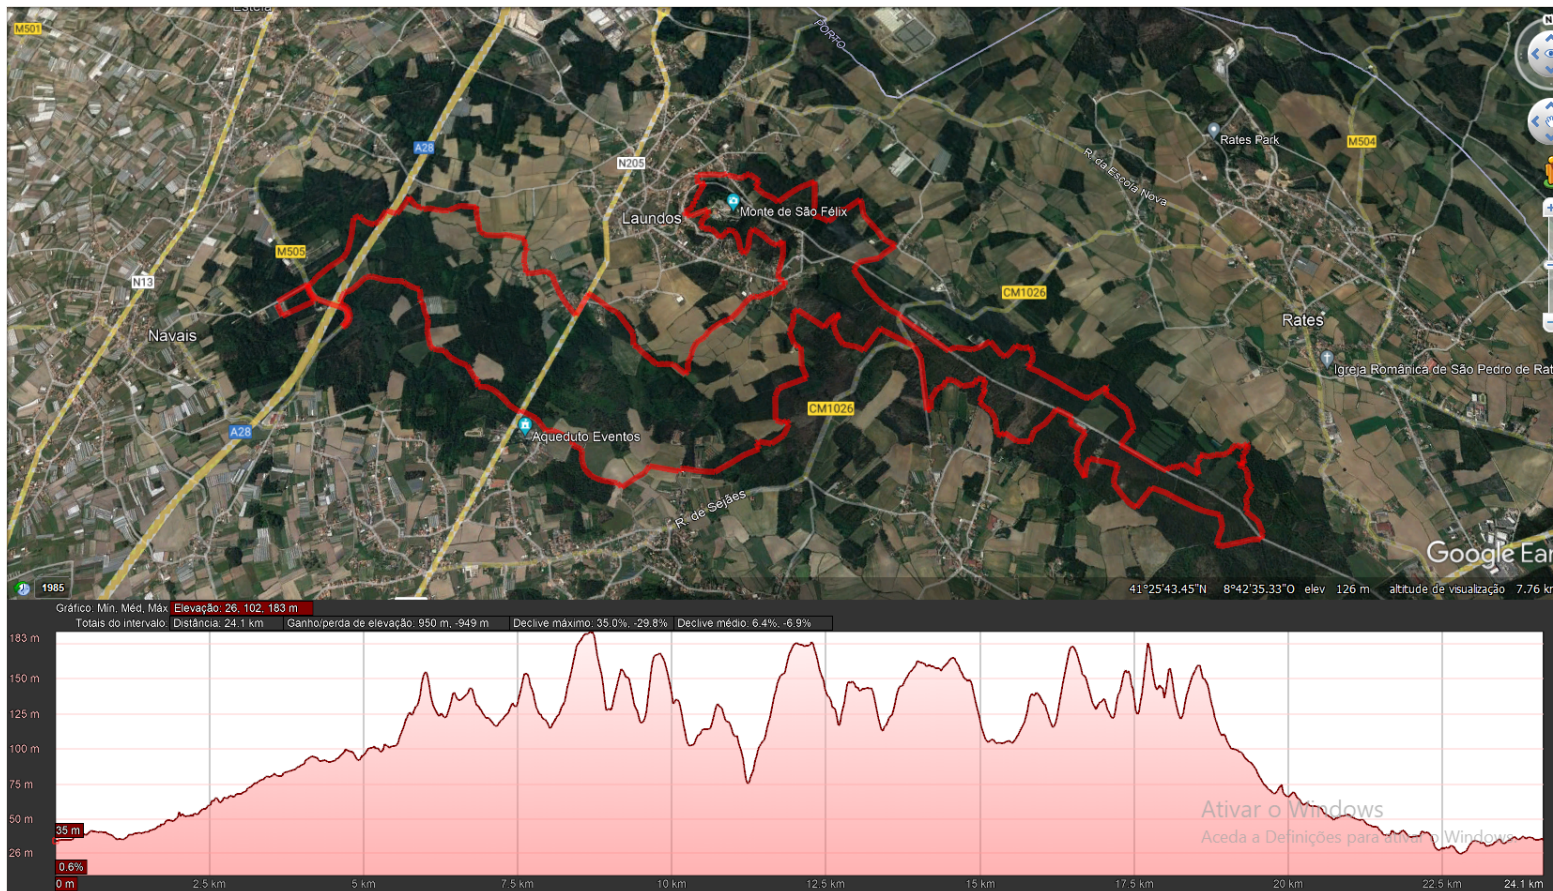 Estela
M501
PORTO
N
A28
N205
Rates Park
M504
R. da Escola Nova
Laundos
Monte de São Félix
M505
N13
CM1026
Navais
Rates
Igreja Românica de São Pedro de Rat
CM1026
A28
Aqueduto Eventos
R. de Sejães
Google Ear
1985
41°25'43.45"N 8°42'35.33"O elev 126 m altitude de visualização 7.76 km
Gráfico: Mín, Méd, Máx Elevação: 26, 102, 183 m
Totais do intervalo: Distância: 24.1 km Ganho/perda de elevação: 950 m, -949 m Declive máximo: 35.0%, -29.8% Declive médio: 6.4%, -6.9%
183 m
150 m
125 m
100 m
75 m
50 m
35 m
26 m
0.6%
Ativar o Windows
Aceda a Definições para ativar o Windows.
0 m 2.5 km 5 km 7.5 km 10 km 12.5 km 15 km 17.5 km 20 km 22.5 km 24.1 km